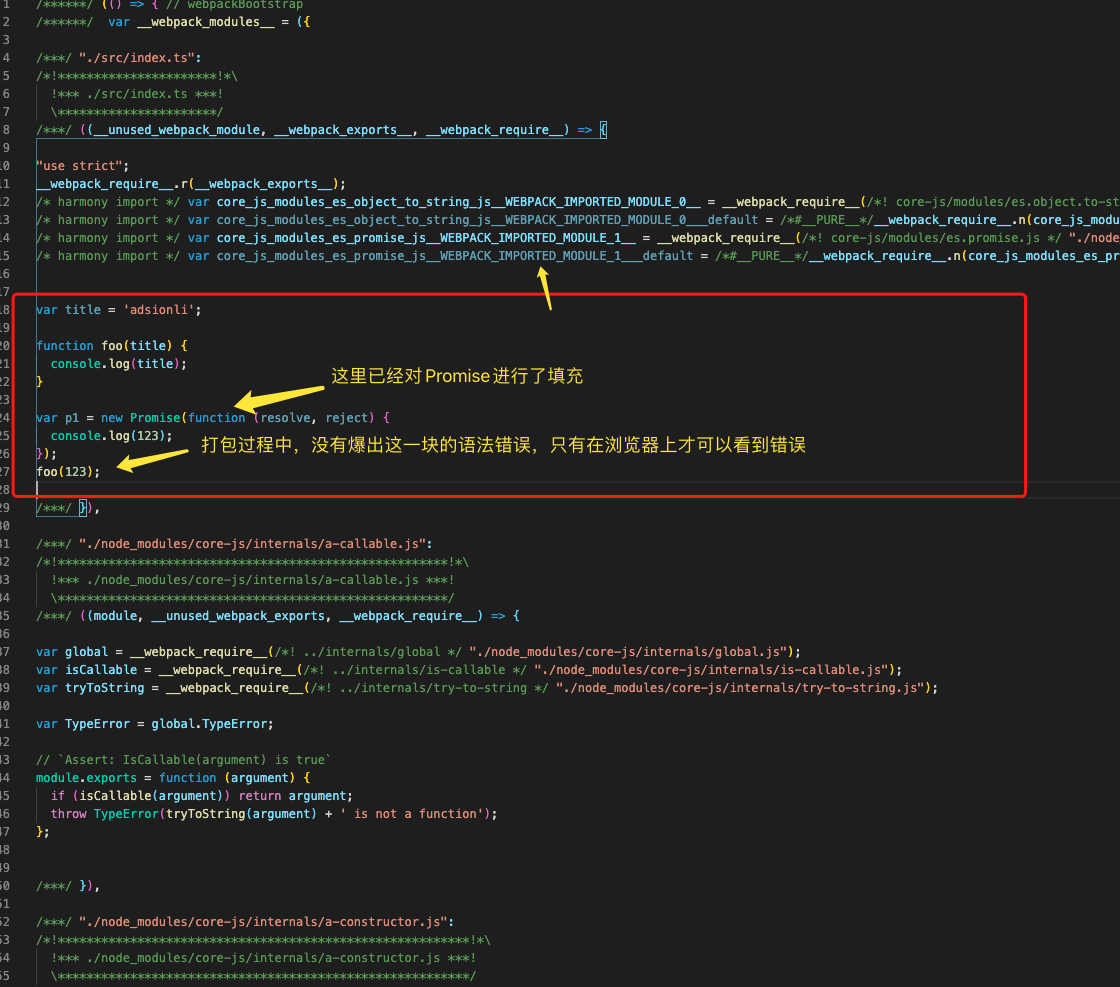 1 /******/ (() => { // webpackBootstrap
2 /******/  var __webpack_modules__ = ({
3
4 /***/ "./src/index.ts":
5 /*!**********************!*\
6   !*** ./src/index.ts ***!
7   \**********************/
8 /***/ ((__unused_webpack_module, __webpack_exports__, __webpack_require__) => {
9
10 "use strict";
11 __webpack_require__.r(__webpack_exports__);
12 /* harmony import */ var core_js_modules_es_object_to_string_js__WEBPACK_IMPORTED_MODULE_0__ = __webpack_require__(/*! core-js/modules/es.object.to-st
13 /* harmony import */ var core_js_modules_es_object_to_string_js__WEBPACK_IMPORTED_MODULE_0___default = /*#__PURE__*/__webpack_require__.n(core_js_modu
14 /* harmony import */ var core_js_modules_es_promise_js__WEBPACK_IMPORTED_MODULE_1__ = __webpack_require__(/*! core-js/modules/es.promise.js */ "./node
15 /* harmony import */ var core_js_modules_es_promise_js__WEBPACK_IMPORTED_MODULE_1___default = /*#__PURE__*/__webpack_require__.n(core_js_modules_es_pr
16
17
18 var title = 'adsionli';
19
20 function foo(title) {
21   console.log(title);
22 }
这里已经对Promise进行了填充
23
24 var p1 = new Promise(function (resolve, reject) {
25   console.log(123);
打包过程中，没有爆出这一块的语法错误，只有在浏览器上才可以看到错误
26 });
27 foo(123);
28
29 /***/ }),
30
31 /***/ "./node_modules/core-js/internals/a-callable.js":
32 /*!******************************************************!*\
33   !*** ./node_modules/core-js/internals/a-callable.js ***!
34   \******************************************************/
35 /***/ ((module, __unused_webpack_exports, __webpack_require__) => {
36
37 var global = __webpack_require__(/*! ../internals/global */ "./node_modules/core-js/internals/global.js");
38 var isCallable = __webpack_require__(/*! ../internals/is-callable */ "./node_modules/core-js/internals/is-callable.js");
39 var tryToString = __webpack_require__(/*! ../internals/try-to-string */ "./node_modules/core-js/internals/try-to-string.js");
40
41 var TypeError = global.TypeError;
42
43 // `Assert: IsCallable(argument) is true`
44 module.exports = function (argument) {
45   if (isCallable(argument)) return argument;
46   throw TypeError(tryToString(argument) + ' is not a function');
47 };
48
49
50 /***/ }),
51
52 /***/ "./node_modules/core-js/internals/a-constructor.js":
53 /*!*********************************************************!*\
54   !*** ./node_modules/core-js/internals/a-constructor.js ***!
55   \*********************************************************/